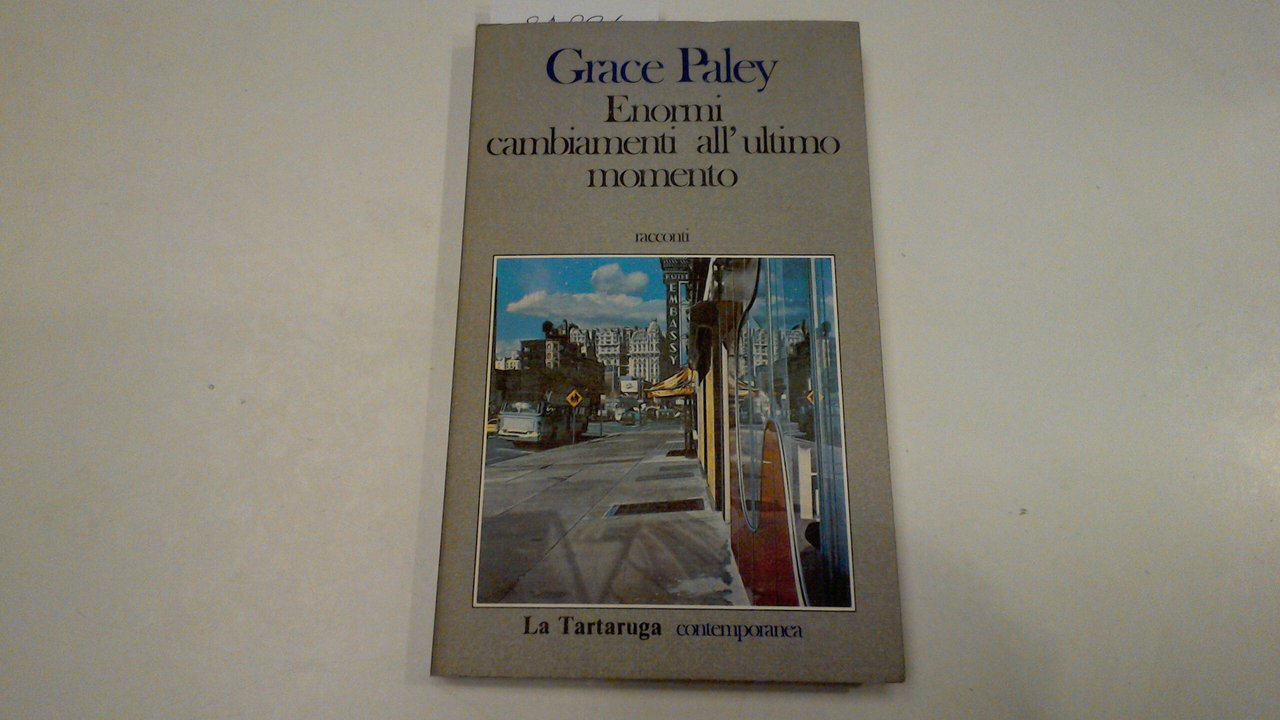 Grace Paley
Enormi
cambiamenti all'ultimo
momento
racconti
EMBASSY
La Tartaruga contemporanea